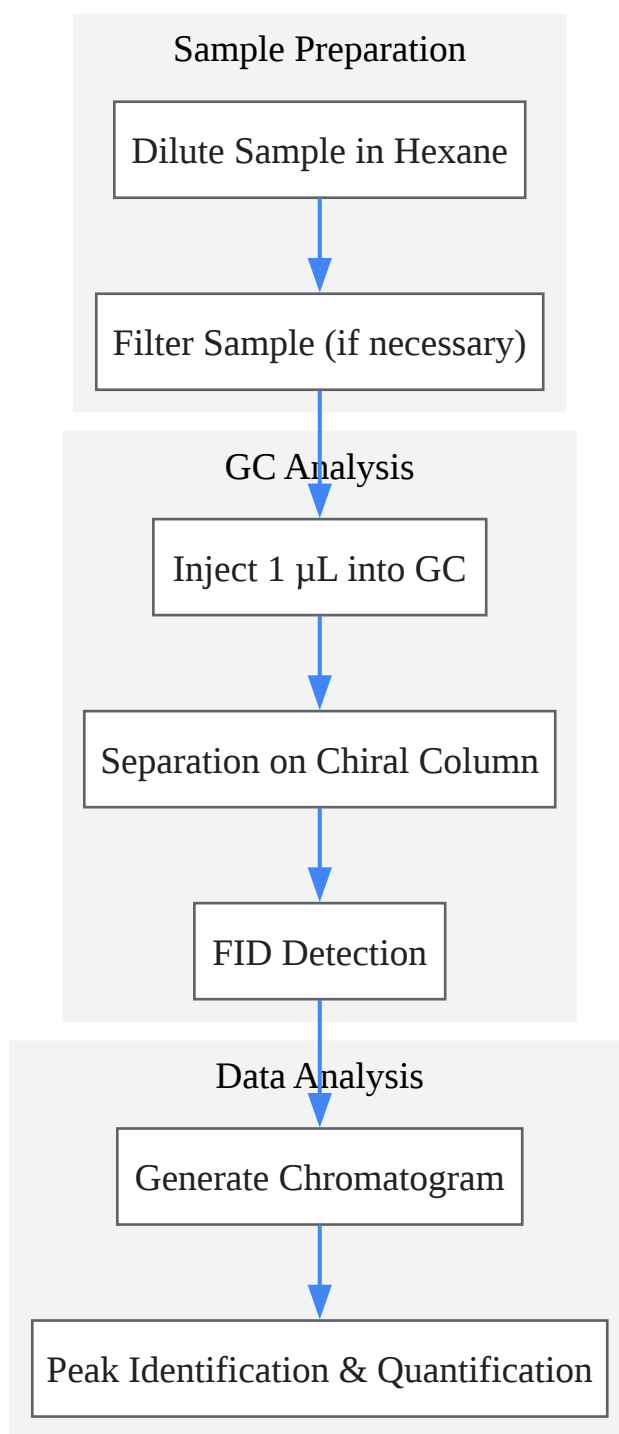 Sample Preparation
Dilute Sample in Hexane
Filter Sample (if necessary)
GC Analysis
Inject 1 µL into GC
Separation on Chiral Column
FID Detection
Data Analysis
Generate Chromatogram
Peak Identification & Quantification